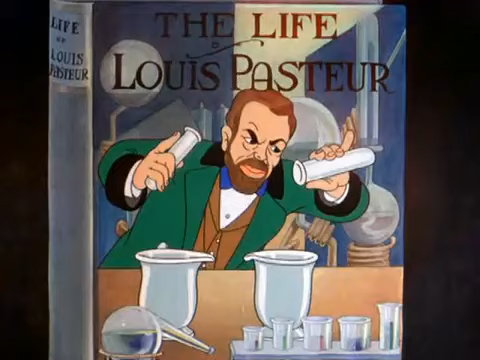 LIFE
OF
LOUIS
PASTEUR
THE LIFE
OF
LOUIS PASTEUR